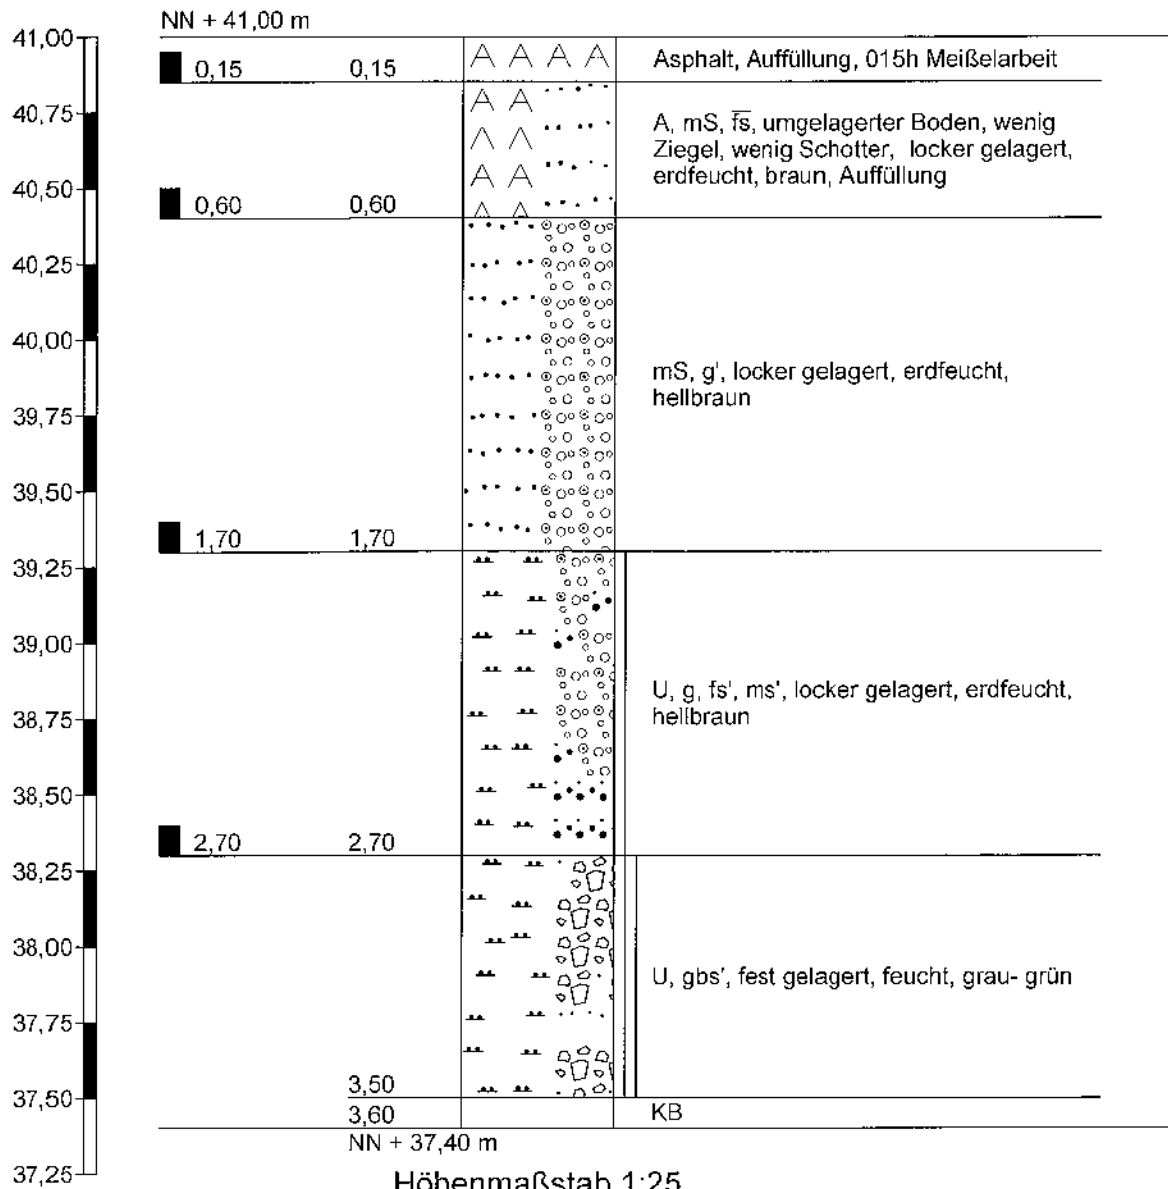 NN + 41,00 m
41,00
0,15 0,15 Asphalt, Auffüllung, 015h Meißelarbeit
40,75
A, mS, f̅s̅, umgelagerter Boden, wenig
Ziegel, wenig Schotter, locker gelagert,
erdfeucht, braun, Auffüllung
40,50
0,60 0,60
40,25
40,00
mS, g', locker gelagert, erdfeucht,
hellbraun
39,75
39,50
1,70 1,70
39,25
39,00
U, g, fs', ms', locker gelagert, erdfeucht,
hellbraun
38,75
38,50
2,70 2,70
38,25
38,00
U, gbs', fest gelagert, feucht, grau- grün
37,75
37,50
3,50
3,60 KB
NN + 37,40 m
37,25
Höhenmaßstab 1:25